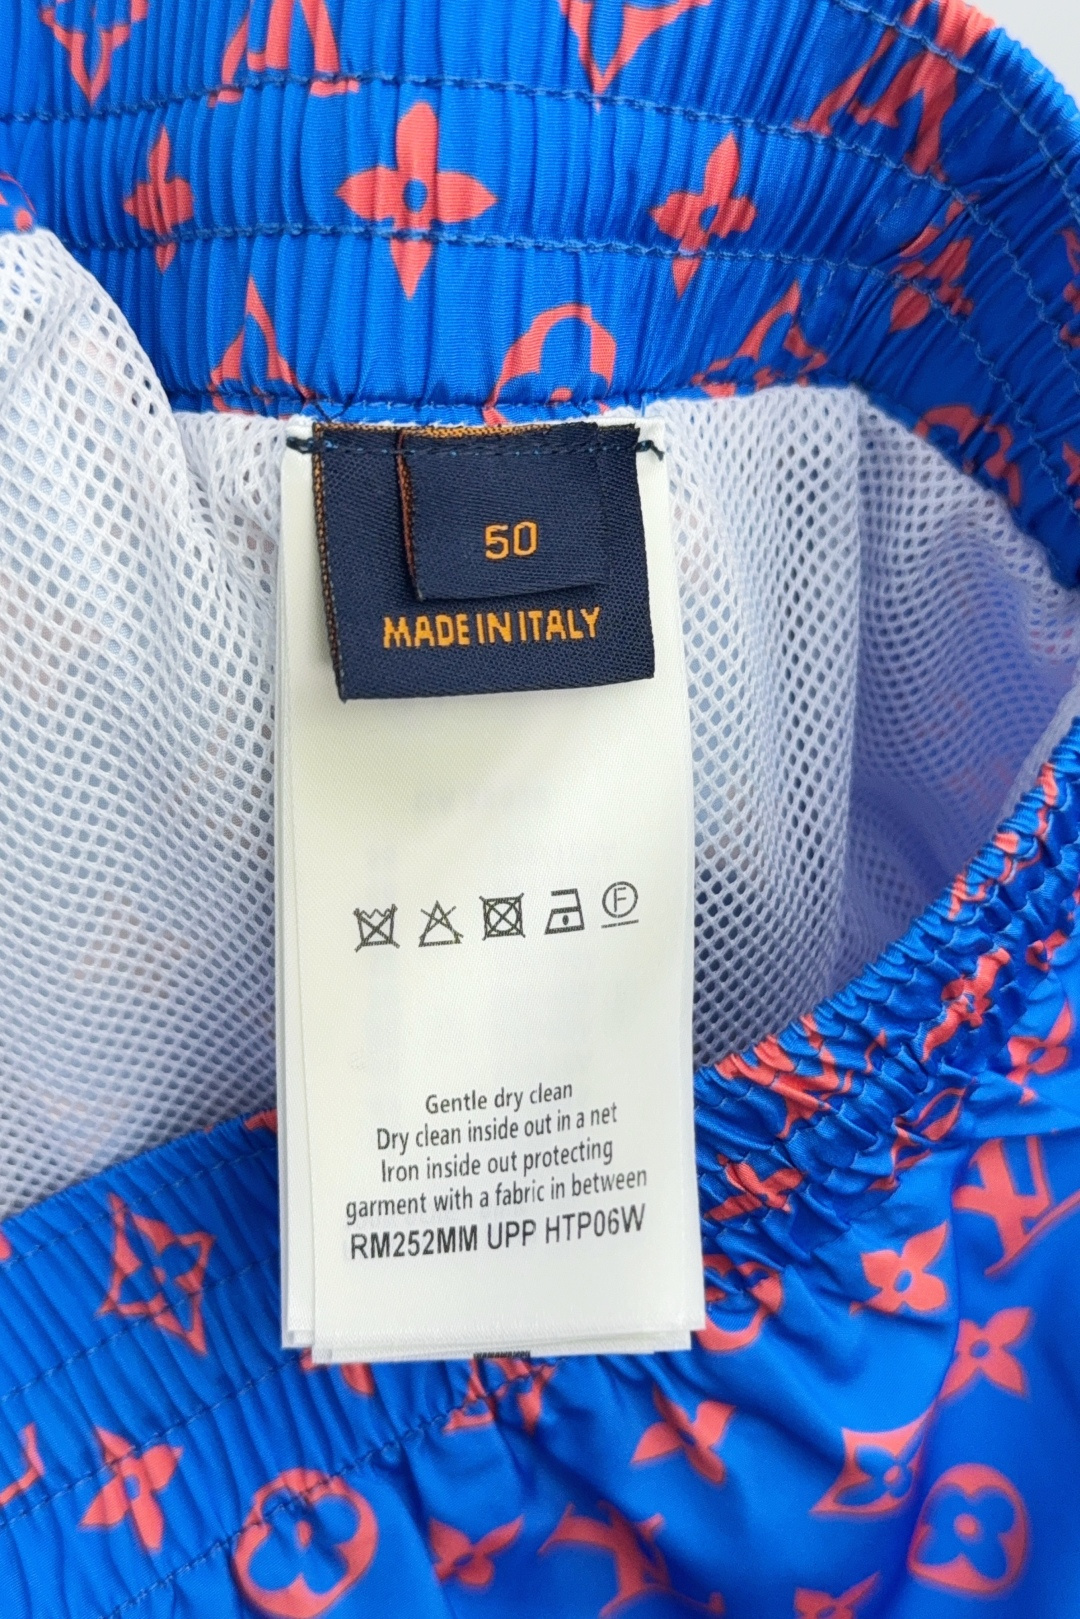 50
MADE IN ITALY
F
Gentle dry clean
Dry clean inside out in a net
Iron inside out protecting
garment with a fabric in between
RM252MM UPP HTP06W